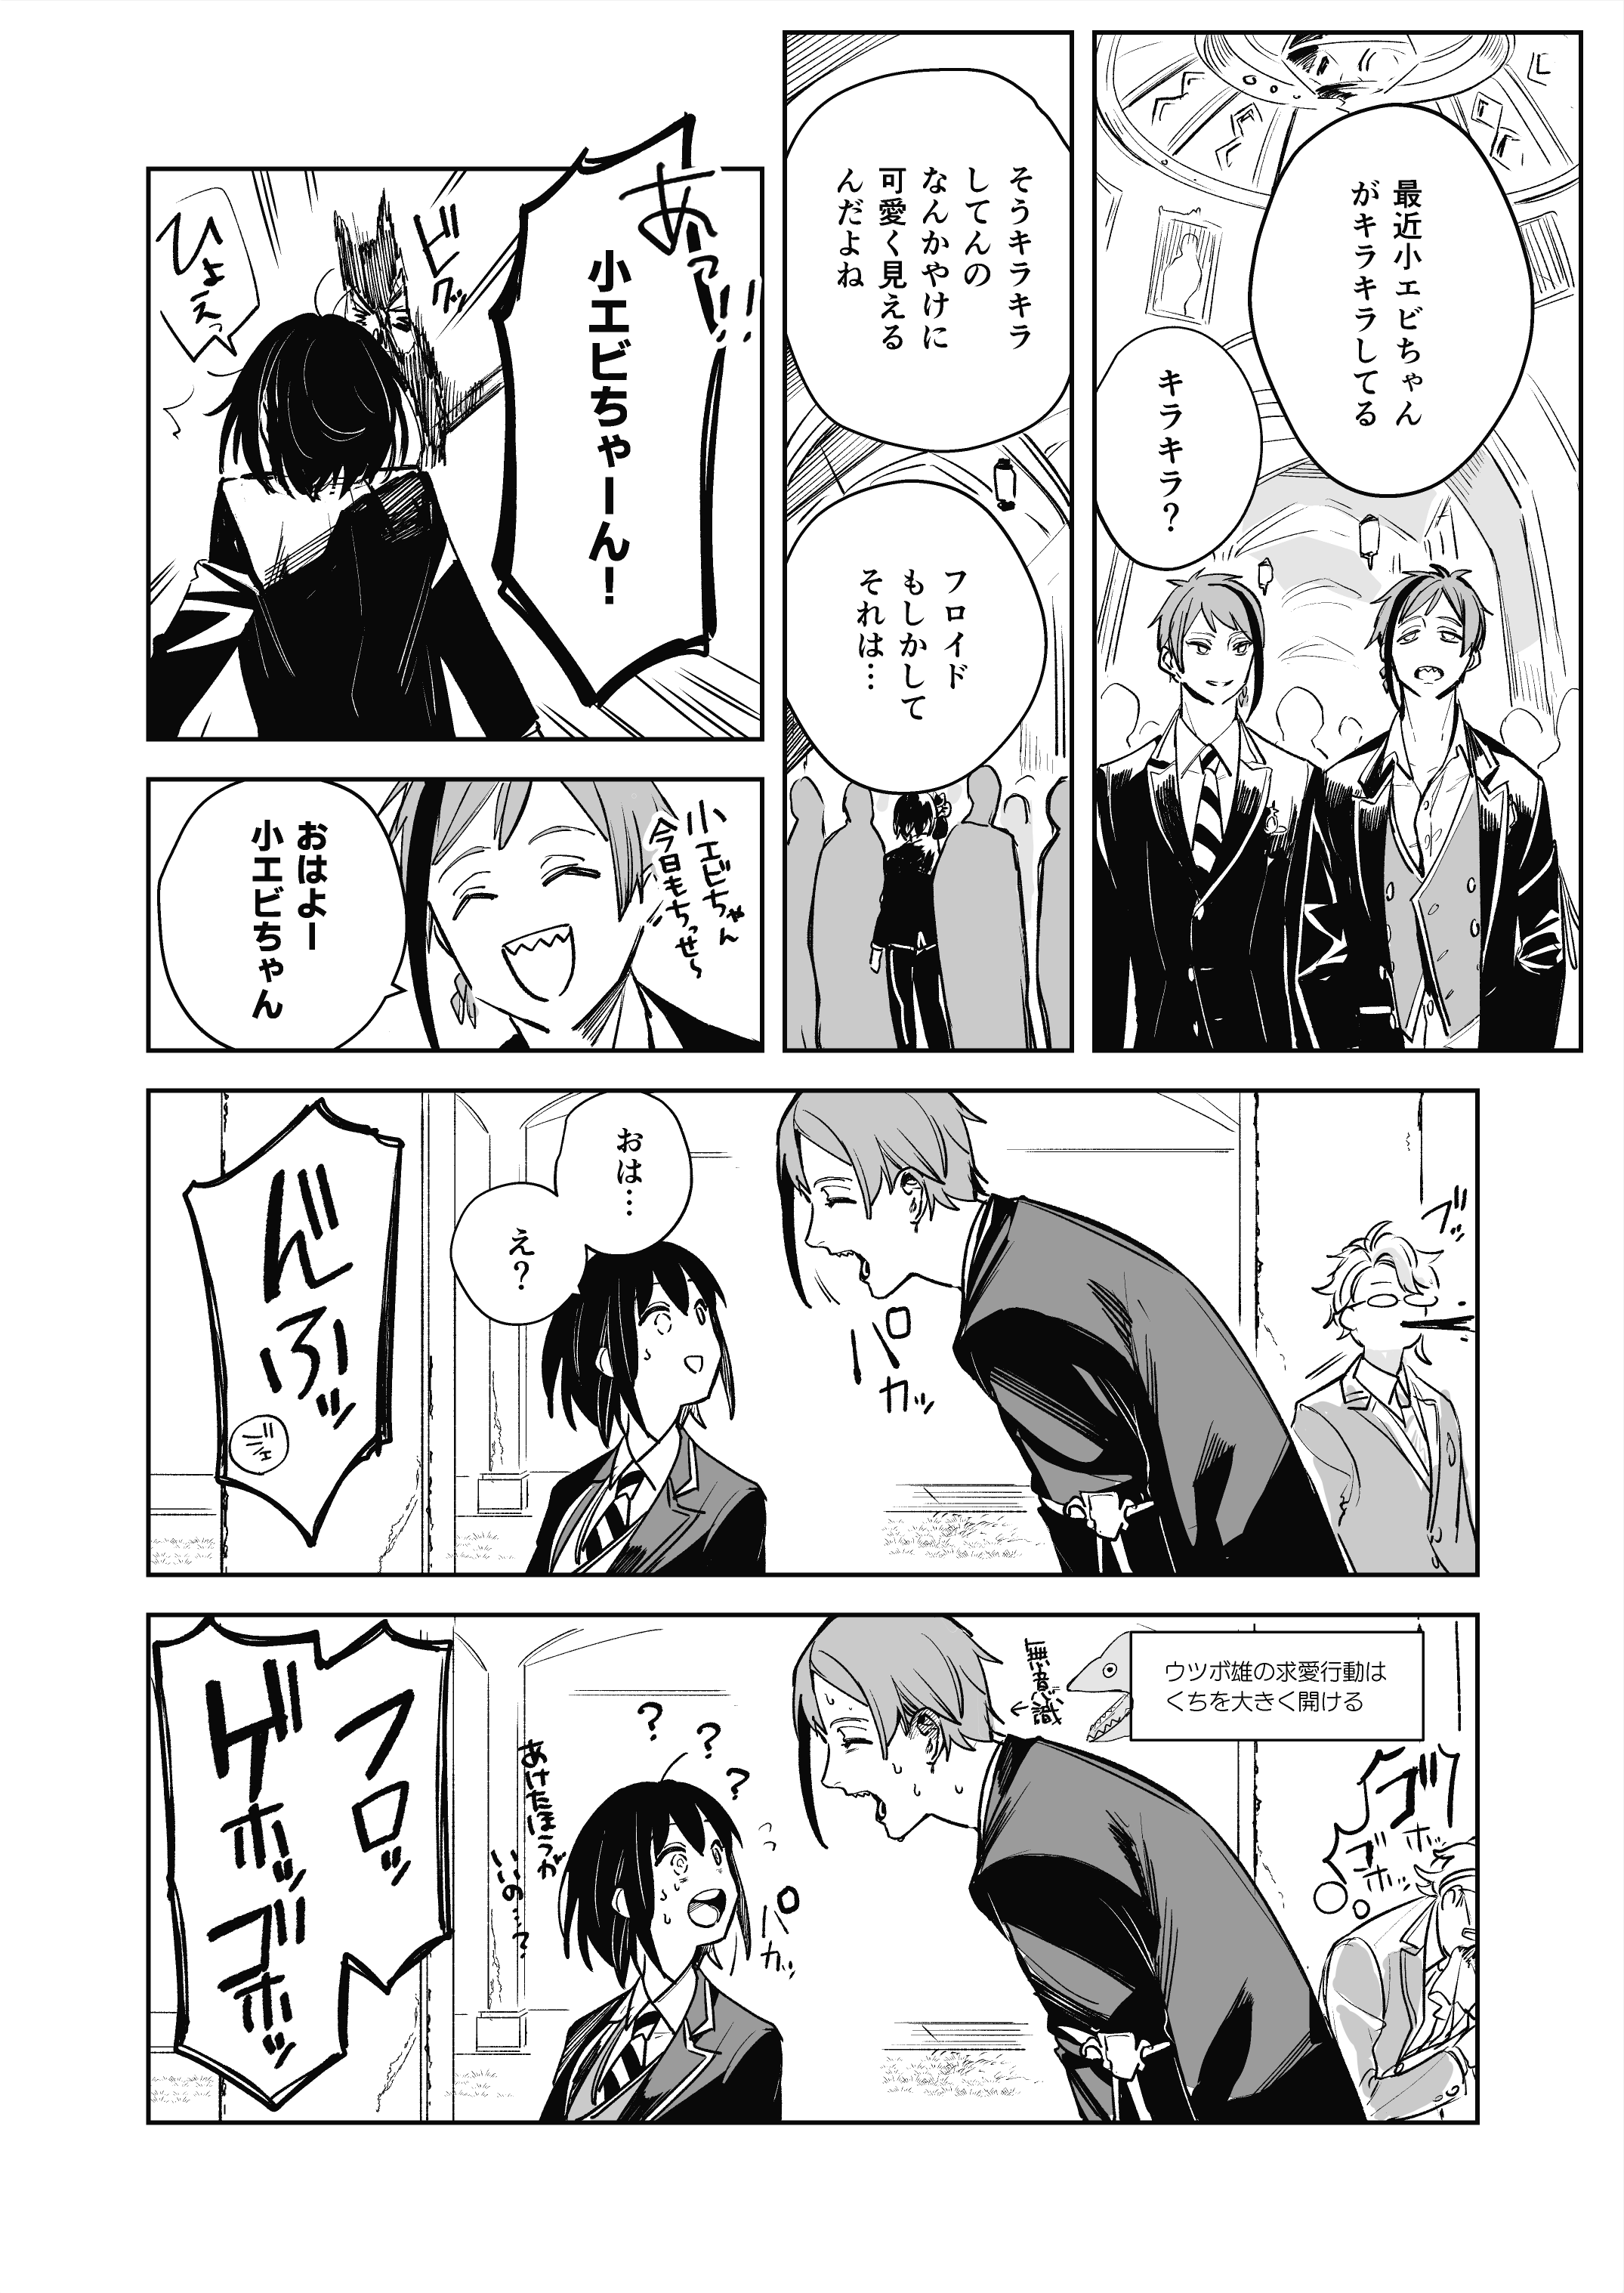 最近小エビちゃん
がキラキラしてる
キラキラ？
そうキラキラ
してんの
なんかやけに
可愛く見える
んだよね
フロイド
もしかして
それは…
あっ!!
小エビちゃーん！
ビクッ
ひょえっ
小エビちゃん
今日もちっせ〜
おはよー
小エビちゃん
ブッ
パカッ
おは…
え？
んふッ
ジェ
ウツボ雄の求愛行動は
くちを大きく開ける
無意識
ゴホッ
ゴホッ
？
？
？
パカッ
あけたほうが
いいの…？
フロッ
ゲホッ
ゴホッ